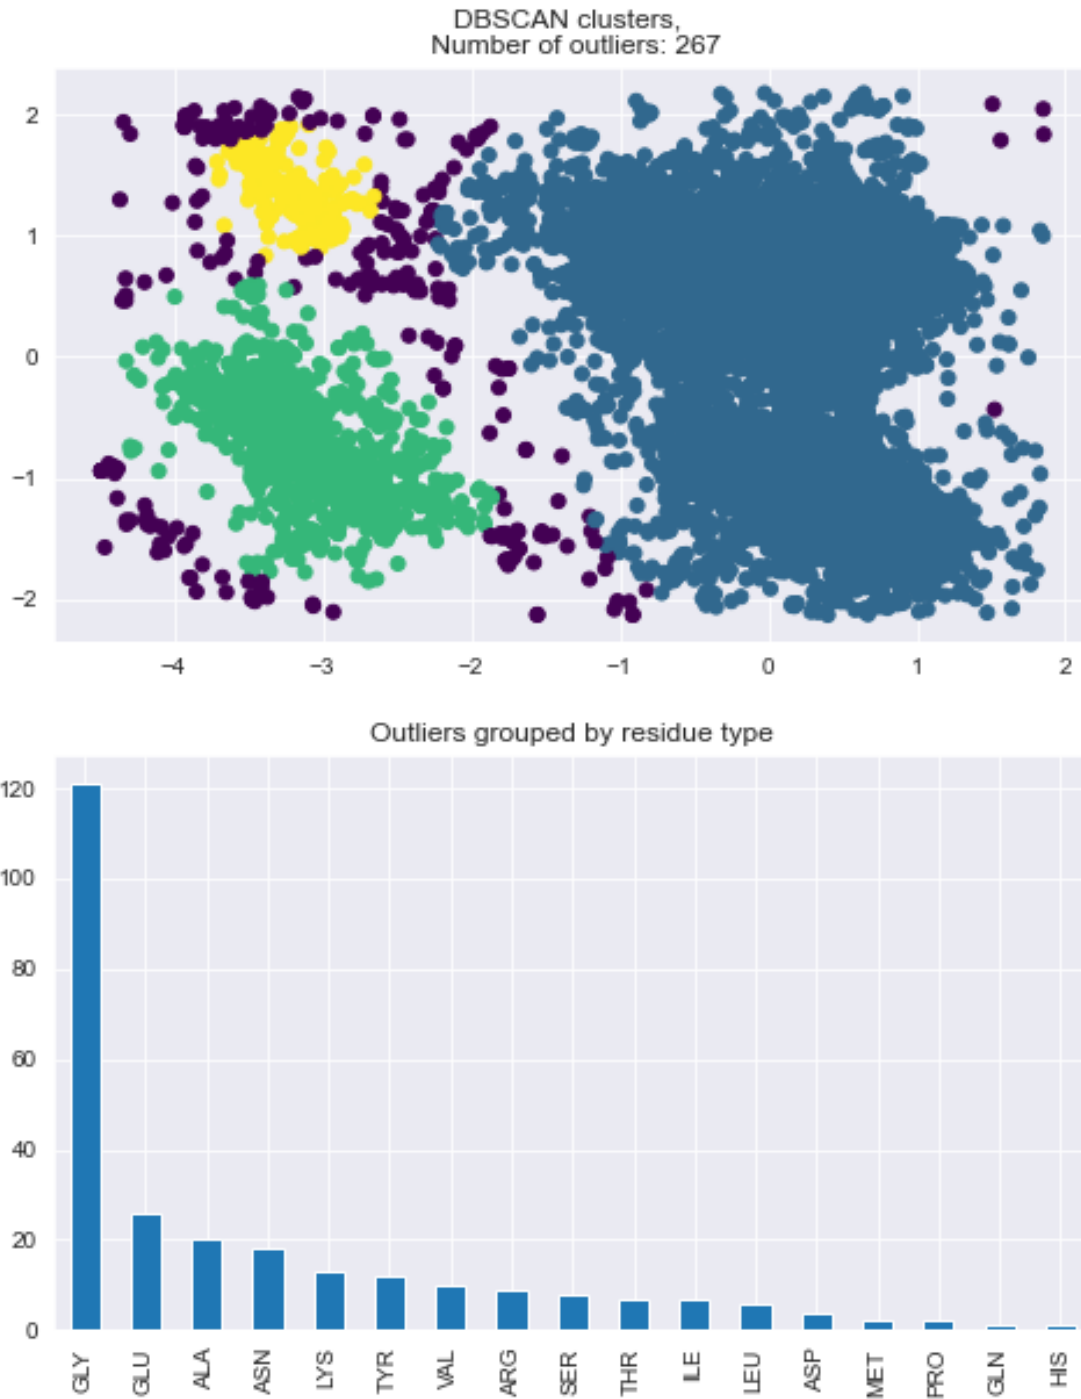 DBSCAN clusters,
Number of outliers: 267
2
1
0
−1
−2
−4 −3 −2 −1 0 1 2
Outliers grouped by residue type
120
100
80
60
40
20
0
GLY GLU ALA ASN LYS TYR VAL ARG SER THR ILE LEU ASP MET PRO GLN HIS